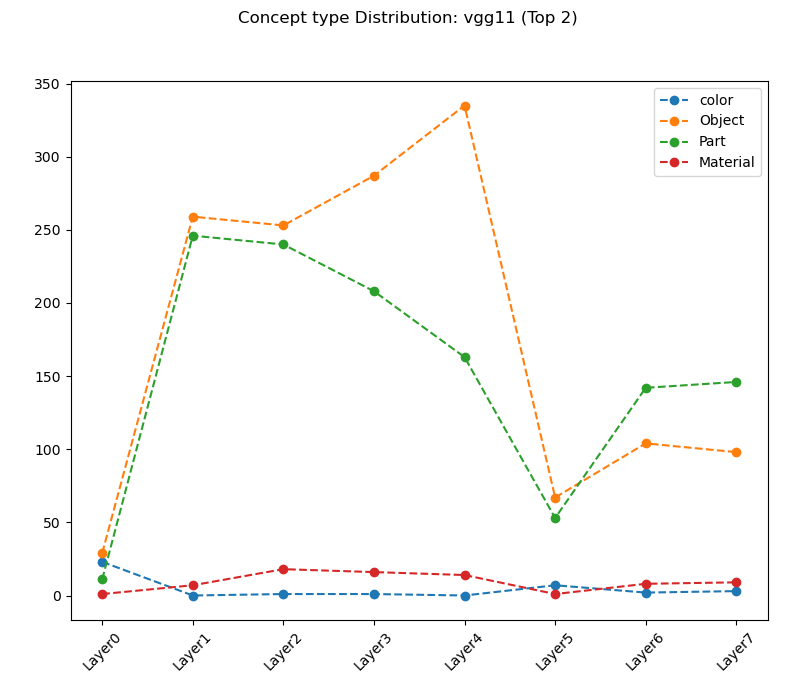 Concept type Distribution: vgg11 (Top 2)
350
300
250
200
150
100
50
0
color
Object
Part
Material
Layer0
Layer1
Layer2
Layer3
Layer4
Layer5
Layer6
Layer7